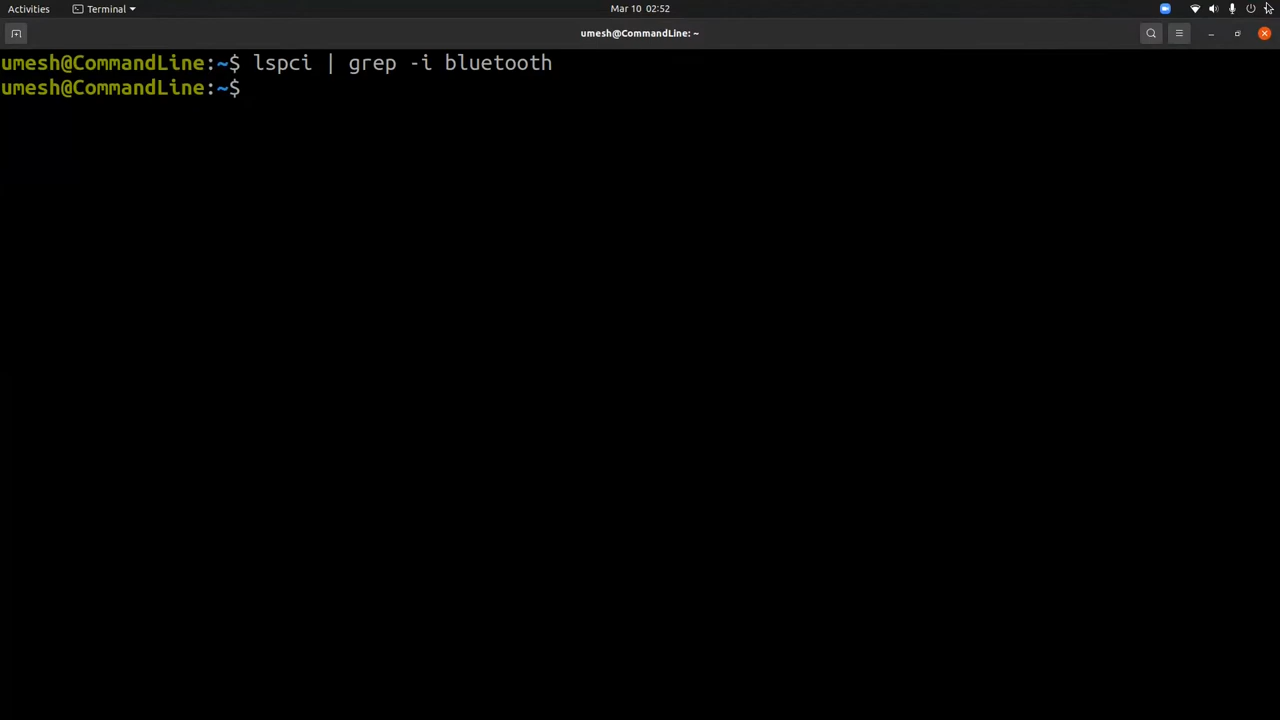 Activities
Terminal
Mar 10 02:52
umesh@CommandLine: ~
umesh@CommandLine:~$ lspci | grep -i bluetooth
umesh@CommandLine:~$